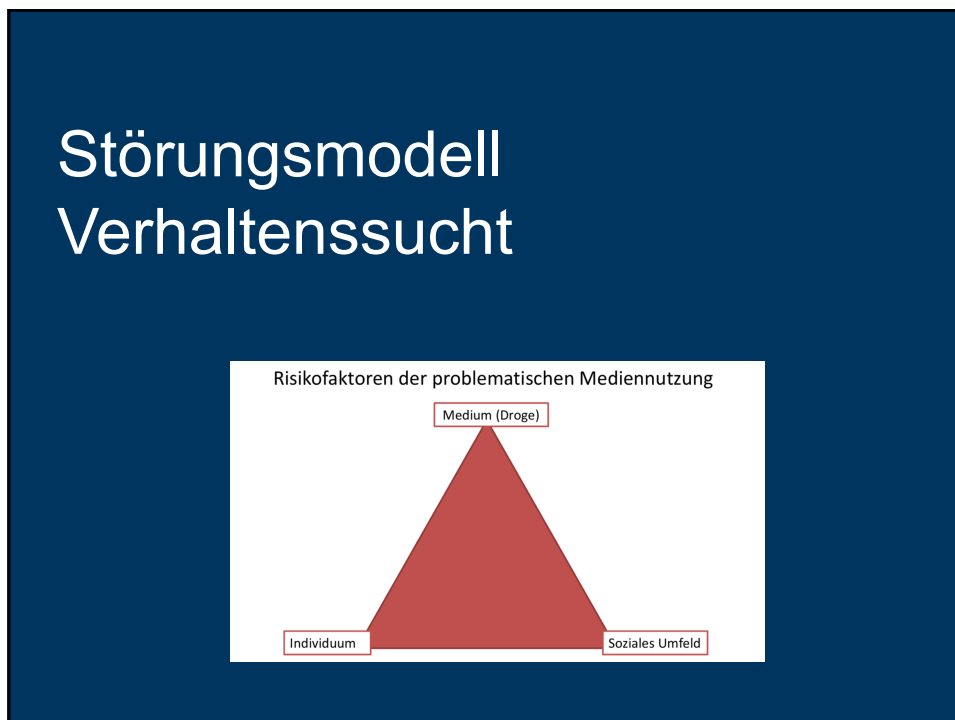 Störungsmodell
Verhaltenssucht
Risikofaktoren der problematischen Mediennutzung
Medium (Droge)
Individuum
Soziales Umfeld